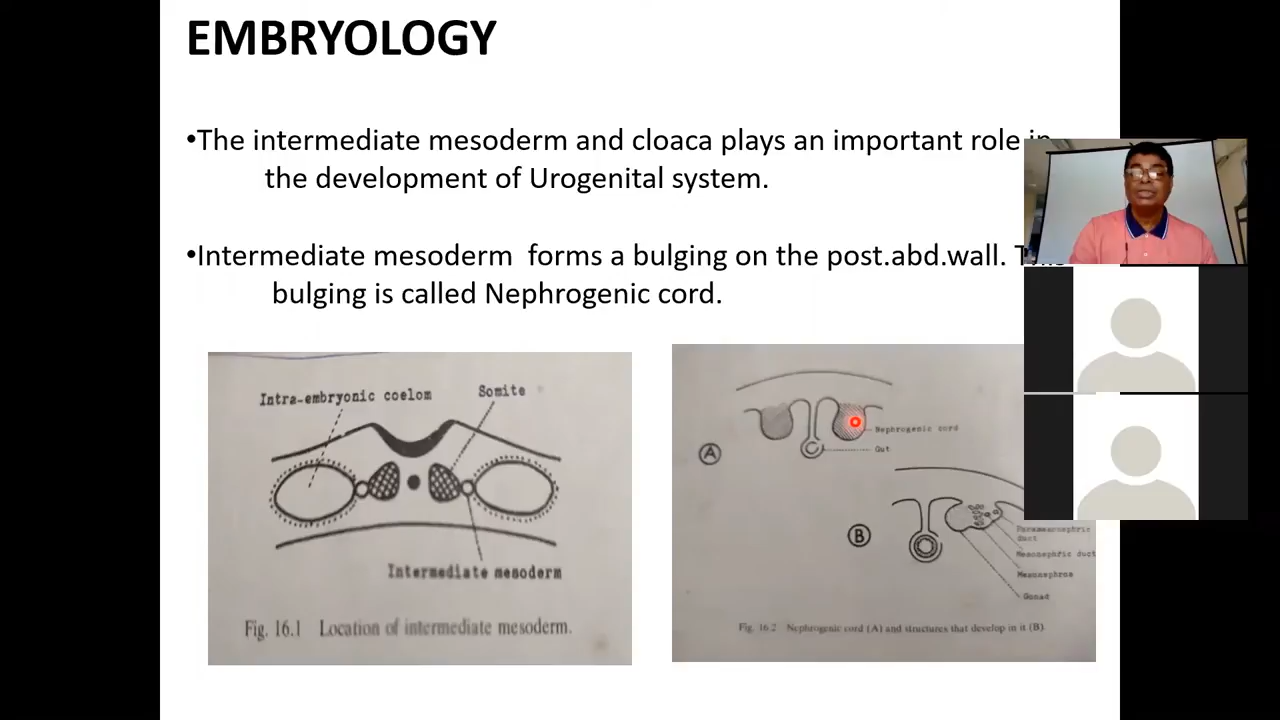 EMBRYOLOGY
•The intermediate mesoderm and cloaca plays an important role in
the development of Urogenital system.
•Intermediate mesoderm forms a bulging on the post.abd.wall. This
bulging is called Nephrogenic cord.
Intra-embryonic coelom
Somite
Intermediate mesoderm
Fig. 16.1 Location of intermediate mesoderm.
Nephrogenic cord
Gut
A
B
Paramesonephric
duct
Mesonephric duct
Mesonephros
Gonad
Fig. 16.2 Nephrogenic cord (A) and structures that develop in it (B).